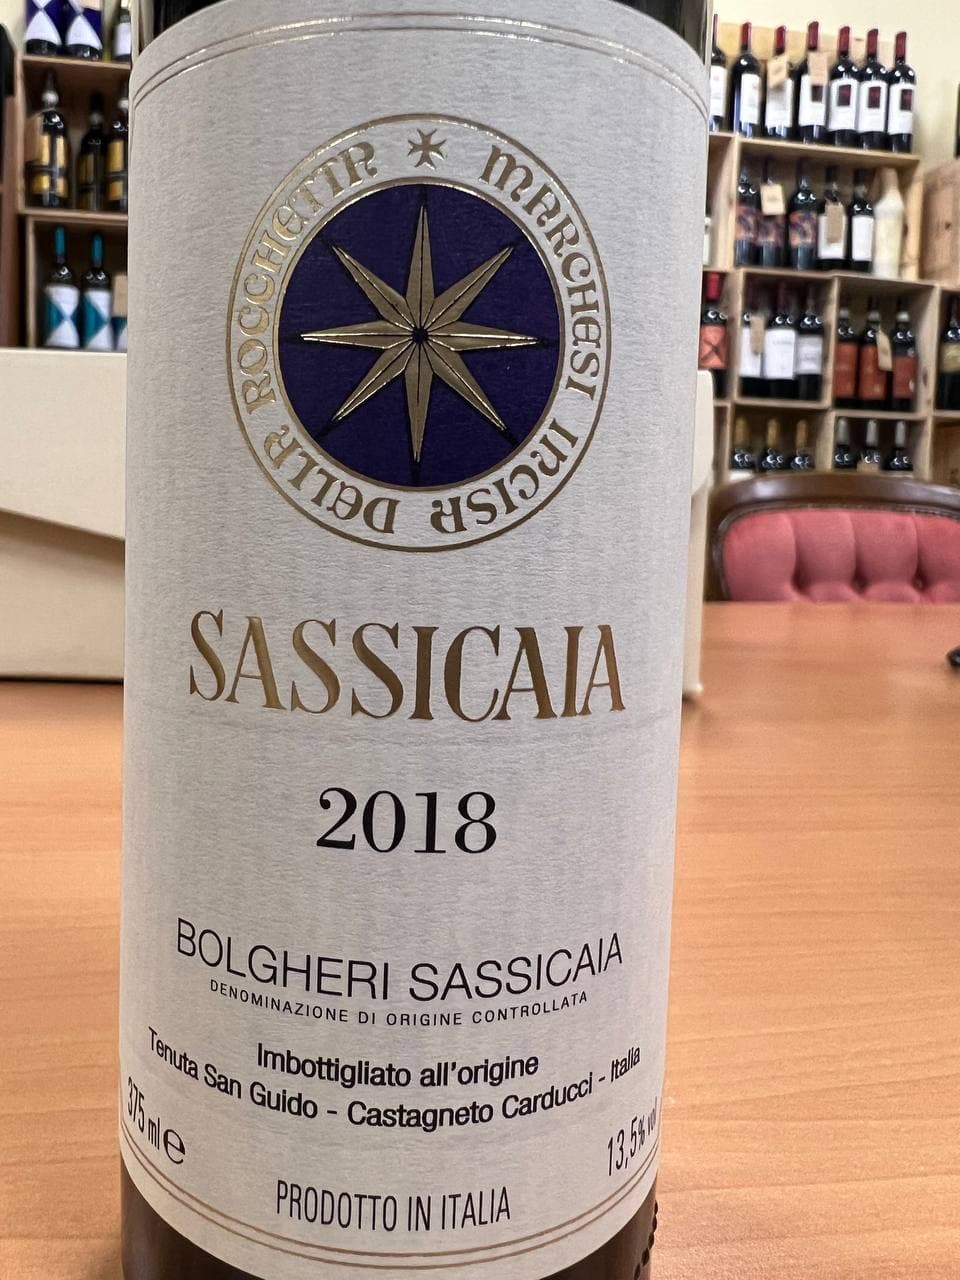 MARCHESI INCISA DELLA ROCCHETTA
SASSICAIA
2018
BOLGHERI SASSICAIA
DENOMINAZIONE DI ORIGINE CONTROLLATA
Imbottigliato all'origine
Tenuta San Guido - Castagneto Carducci - Italia
375 ml e
13,5% vol
PRODOTTO IN ITALIA